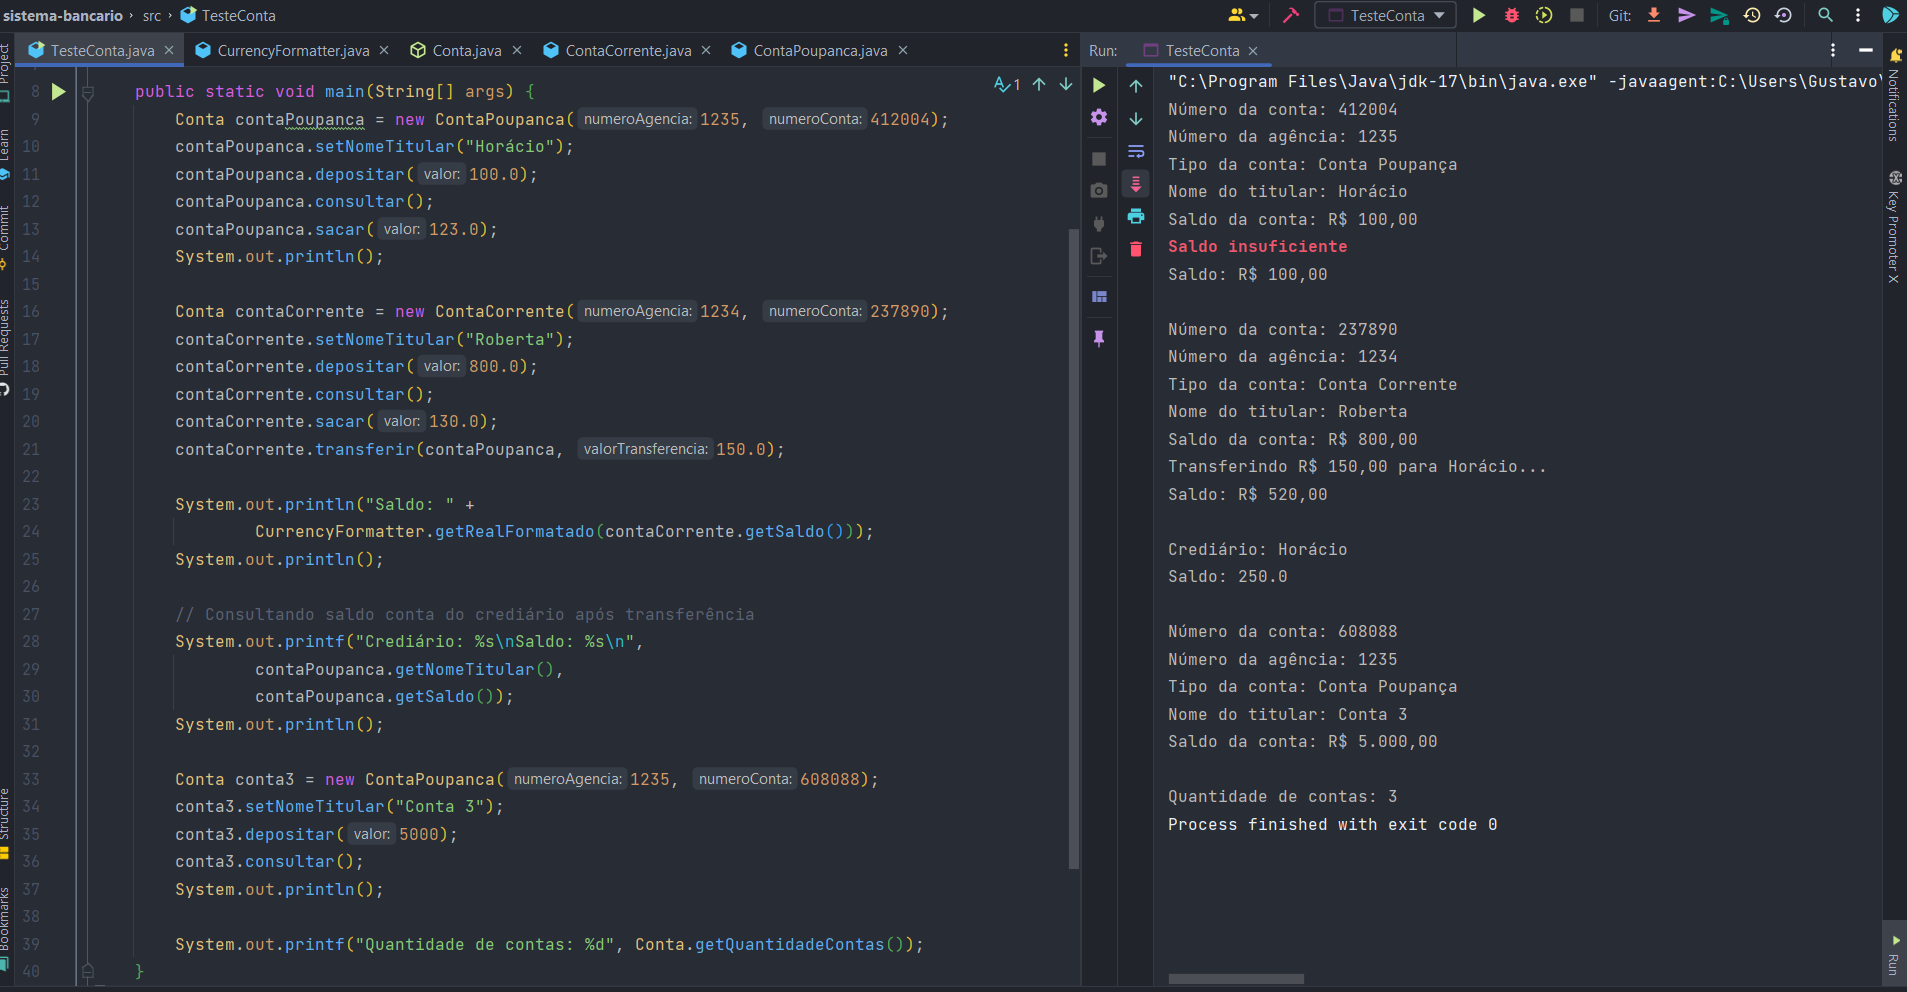 sistema-bancario › src › TesteConta
TesteConta
Git:
TesteConta.java
CurrencyFormatter.java
Conta.java
ContaCorrente.java
ContaPoupanca.java
Run: TesteConta
Project
Learn
Commit
Pull Requests
Structure
Bookmarks
1
8 public static void main(String[] args) {
9 Conta contaPoupanca = new ContaPoupanca( numeroAgencia: 1235, numeroConta: 412004);
10 contaPoupanca.setNomeTitular("Horácio");
11 contaPoupanca.depositar( valor: 100.0);
12 contaPoupanca.consultar();
13 contaPoupanca.sacar( valor: 123.0);
14 System.out.println();
15
16 Conta contaCorrente = new ContaCorrente( numeroAgencia: 1234, numeroConta: 237890);
17 contaCorrente.setNomeTitular("Roberta");
18 contaCorrente.depositar( valor: 800.0);
19 contaCorrente.consultar();
20 contaCorrente.sacar( valor: 130.0);
21 contaCorrente.transferir(contaPoupanca, valorTransferencia: 150.0);
22
23 System.out.println("Saldo: " +
24 CurrencyFormatter.getRealFormatado(contaCorrente.getSaldo()));
25 System.out.println();
26
27 // Consultando saldo conta do crediário após transferência
28 System.out.printf("Crediário: %s\nSaldo: %s\n",
29 contaPoupanca.getNomeTitular(),
30 contaPoupanca.getSaldo());
31 System.out.println();
32
33 Conta conta3 = new ContaPoupanca( numeroAgencia: 1235, numeroConta: 608088);
34 conta3.setNomeTitular("Conta 3");
35 conta3.depositar( valor: 5000);
36 conta3.consultar();
37 System.out.println();
38
39 System.out.printf("Quantidade de contas: %d", Conta.getQuantidadeContas());
40 }
"C:\Program Files\Java\jdk-17\bin\java.exe" -javaagent:C:\Users\Gustavo\
Número da conta: 412004
Número da agência: 1235
Tipo da conta: Conta Poupança
Nome do titular: Horácio
Saldo da conta: R$ 100,00
Saldo insuficiente
Saldo: R$ 100,00
Número da conta: 237890
Número da agência: 1234
Tipo da conta: Conta Corrente
Nome do titular: Roberta
Saldo da conta: R$ 800,00
Transferindo R$ 150,00 para Horácio...
Saldo: R$ 520,00
Crediário: Horácio
Saldo: 250.0
Número da conta: 608088
Número da agência: 1235
Tipo da conta: Conta Poupança
Nome do titular: Conta 3
Saldo da conta: R$ 5.000,00
Quantidade de contas: 3
Process finished with exit code 0
Notifications
Key Promoter X
Run